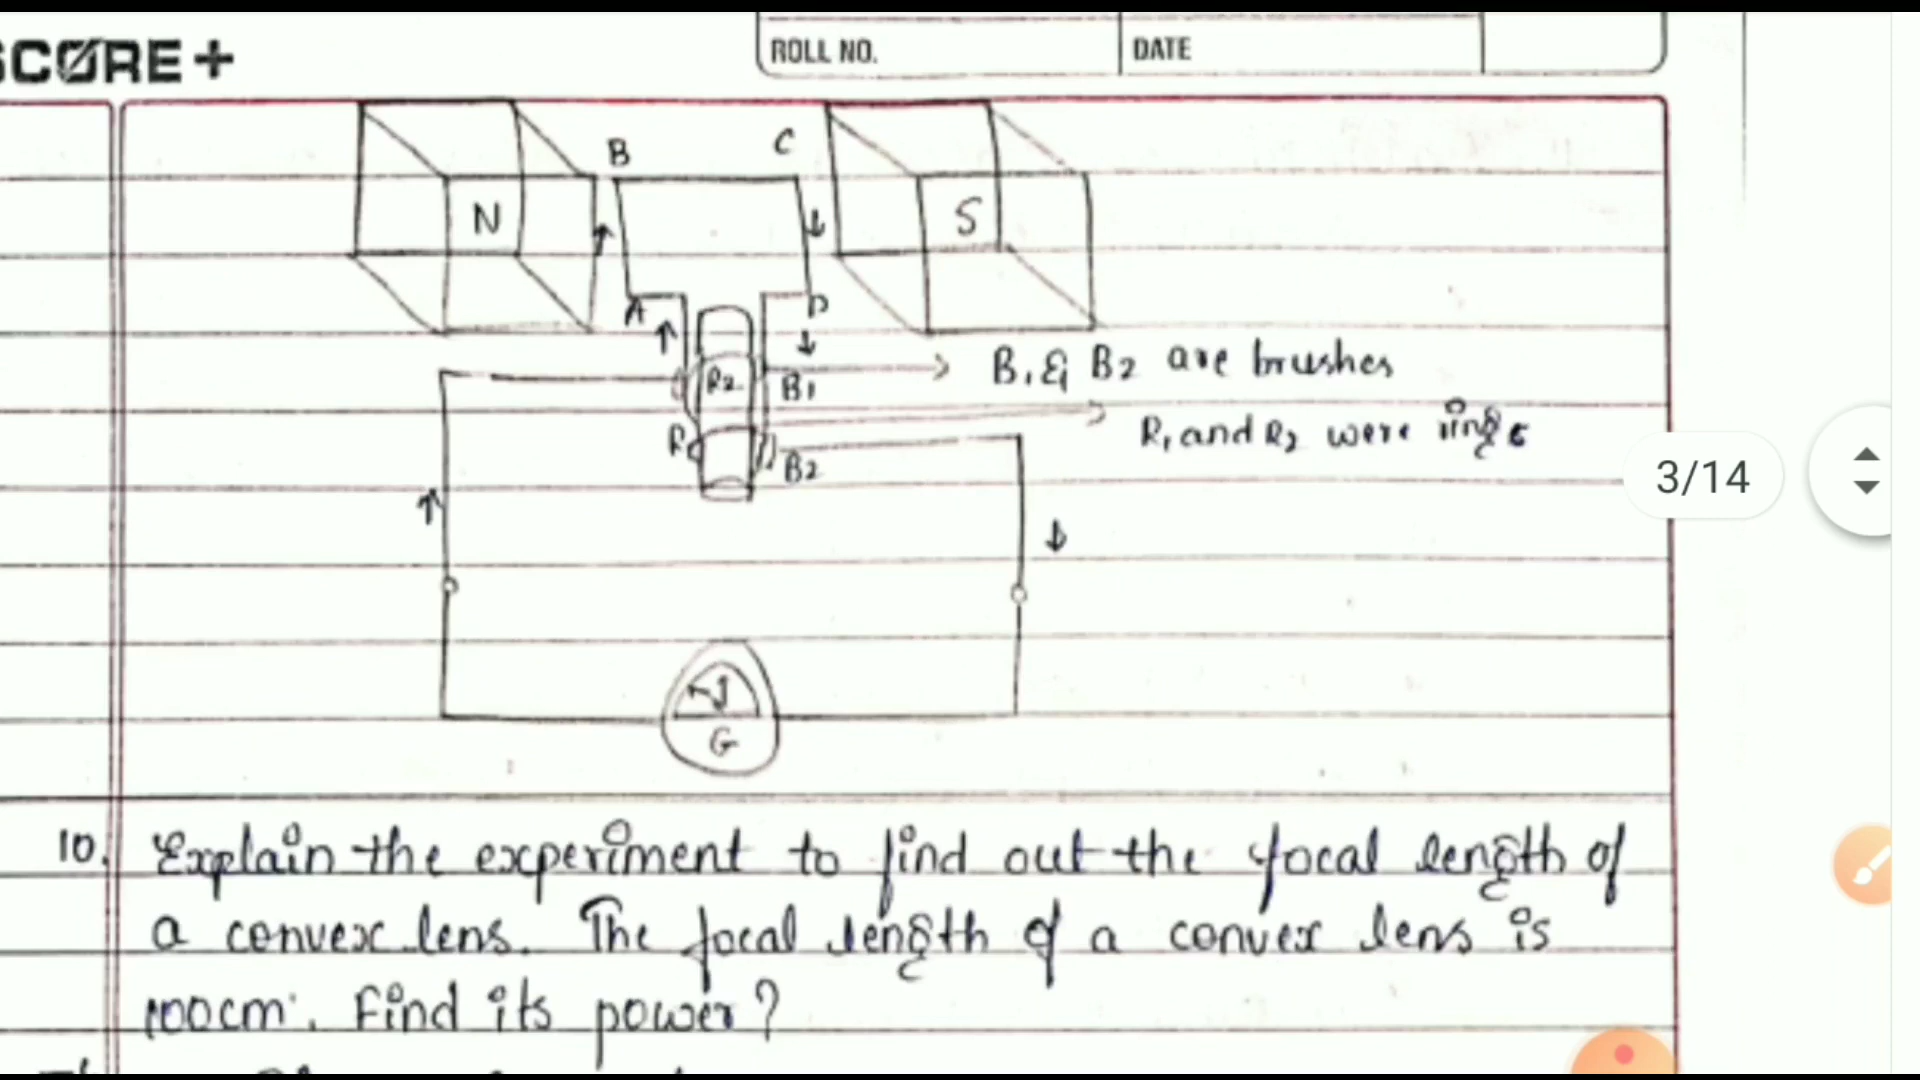 SCORE+
ROLL NO. DATE
B C
N S
A D
R2 B1 B1 & B2 are brushes
R1 and R2 were rings
R1 B2
3/14
G
10. Explain the experiment to find out the focal length of
a convex lens. The focal length of a convex lens is
100cm. Find its power?